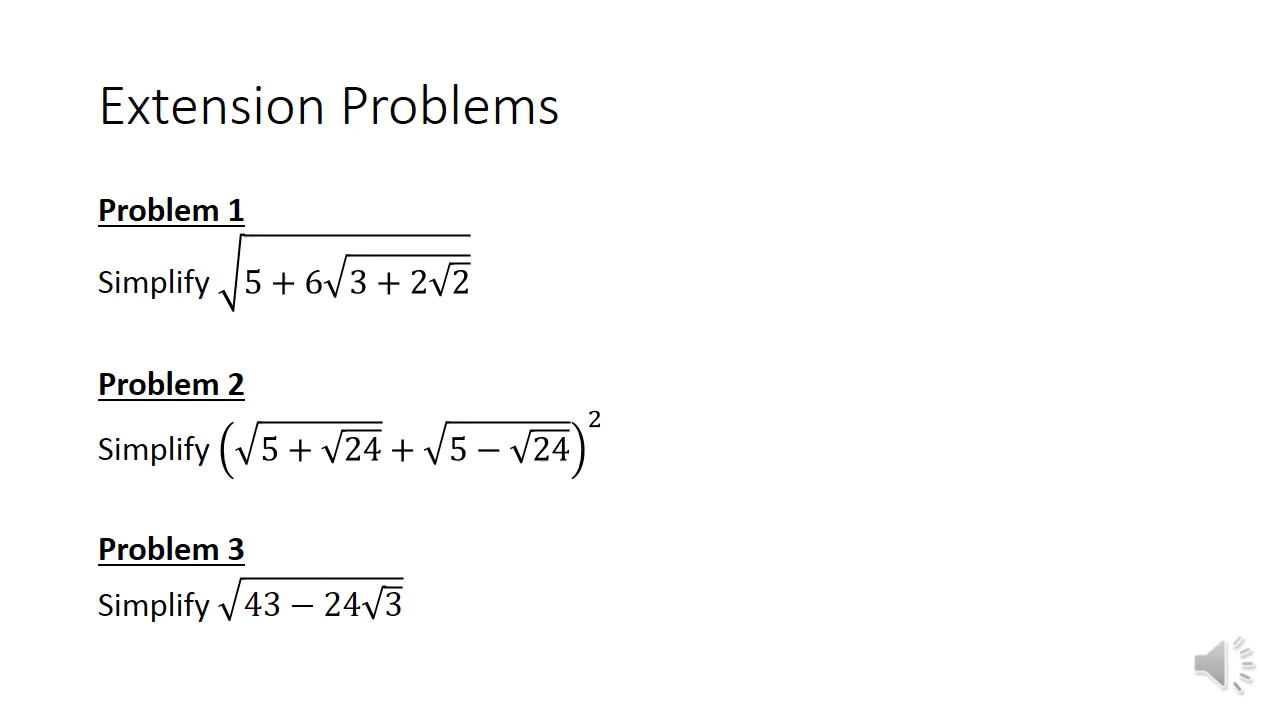 Extension Problems
Problem 1
Simplify √(5 + 6√(3 + 2√2))
Problem 2
Simplify (√(5 + √24) + √(5 − √24))²
Problem 3
Simplify √(43 − 24√3)